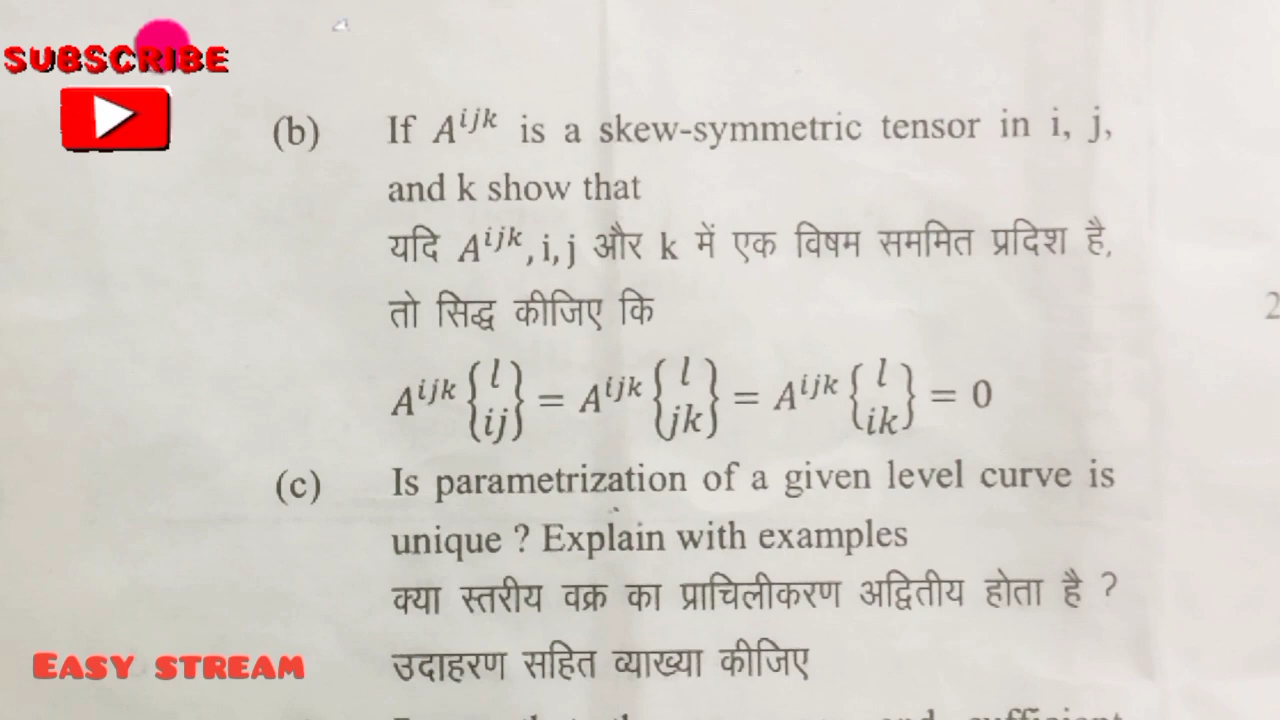 SUBSCRIBE
(b) If A^{ijk} is a skew-symmetric tensor in i, j,
and k show that
यदि A^{ijk}, i, j और k में एक विषम सममित प्रदिश है,
तो सिद्ध कीजिए कि
A^{ijk} {l ij} = A^{ijk} {l jk} = A^{ijk} {l ik} = 0
2
(c) Is parametrization of a given level curve is
unique ? Explain with examples
क्या स्तरीय वक्र का प्राचिलीकरण अद्वितीय होता है ?
उदाहरण सहित व्याख्या कीजिए
EASY STREAM